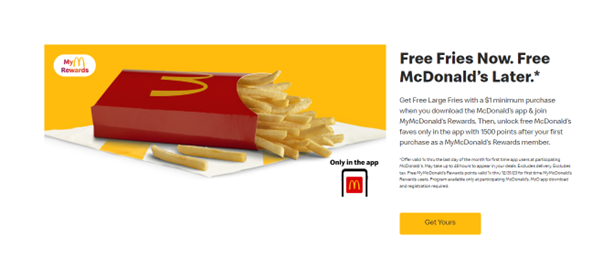 My
Rewards
Only in the app
Free Fries Now. Free
McDonald's Later.*
Get Free Large Fries with a $1 minimum purchase
when you download the McDonald's app & join
MyMcDonald's Rewards. Then, unlock free McDonald's
faves only in the app with 1500 points after your first
purchase as a MyMcDonald's Rewards member.
*Offer valid 1x thru the last day of the month for first time app users at participating
McDonald's. May take up to 48 hours to appear in your deals. Excludes delivery. Excludes
tax. Free MyMcDonald's Rewards points valid 1x thru for first time MyMcDonald's
Rewards users. Program available only at participating McDonald's. McD app download
and registration required.
Get Yours